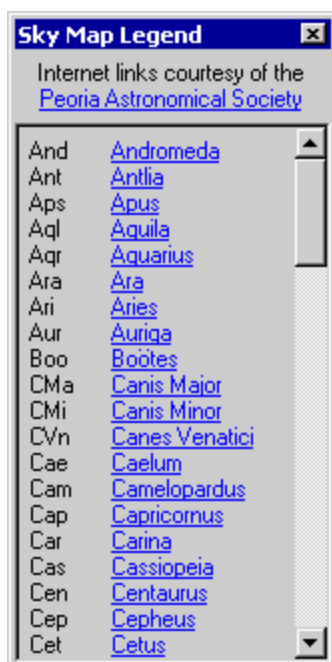 Sky Map Legend
Internet links courtesy of the
Peoria Astronomical Society
And Andromeda
Ant Antlia
Aps Apus
Aql Aquila
Aqr Aquarius
Ara Ara
Ari Aries
Aur Auriga
Boo Boötes
CMa Canis Major
CMi Canis Minor
CVn Canes Venatici
Cae Caelum
Cam Camelopardus
Cap Capricornus
Car Carina
Cas Cassiopeia
Cen Centaurus
Cep Cepheus
Cet Cetus